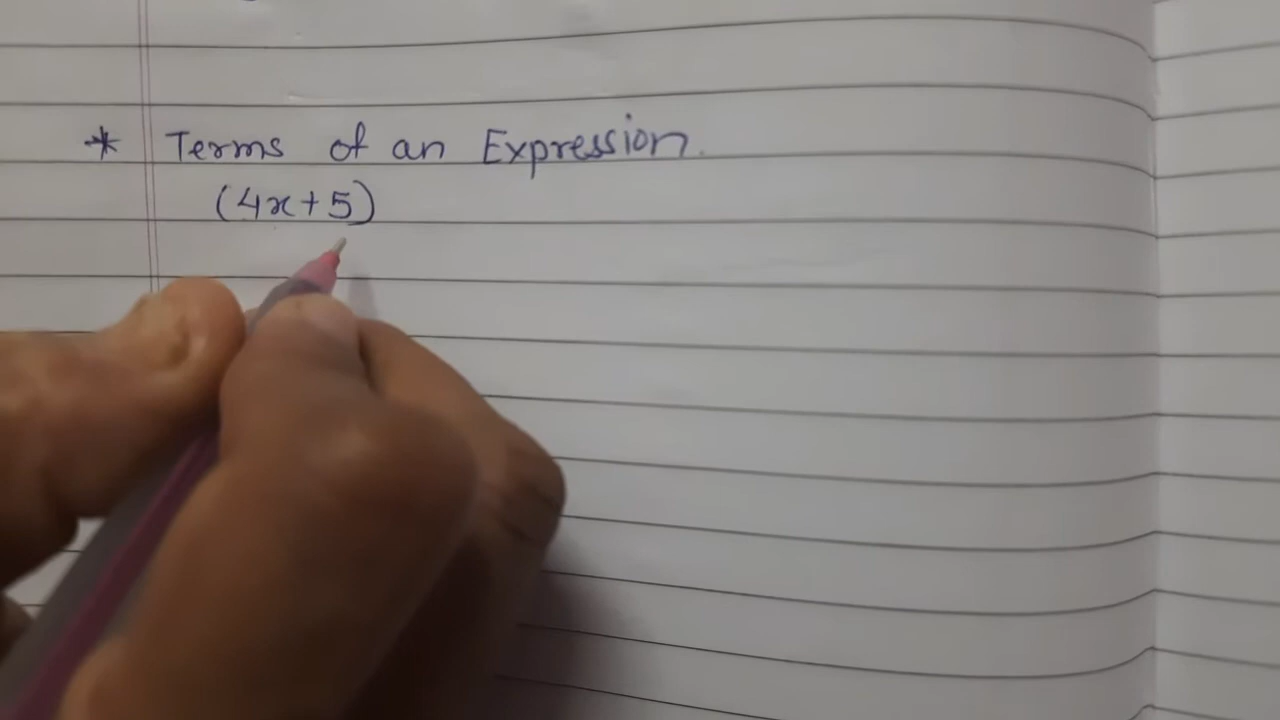 * Terms of an Expression.
(4x+5)